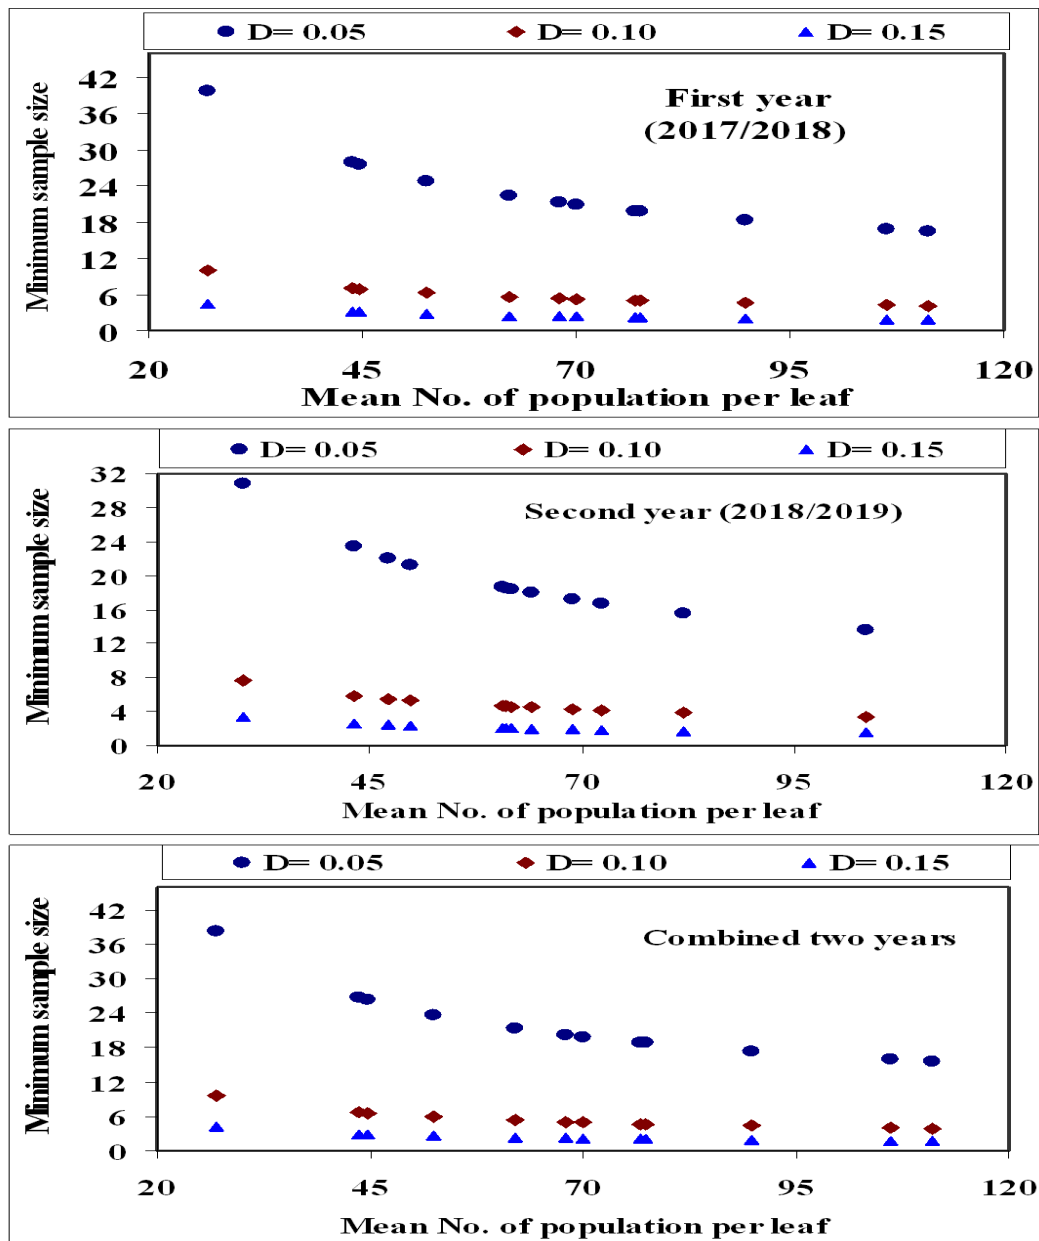 D= 0.05 D= 0.10 D= 0.15
First year
(2017/2018)
Minimum sample size
42
36
30
24
18
12
6
0
20 45 70 95 120
Mean No. of population per leaf
D= 0.05 D= 0.10 D= 0.15
Second year (2018/2019)
Minimum sample size
32
28
24
20
16
12
8
4
0
20 45 70 95 120
Mean No. of population per leaf
D= 0.05 D= 0.10 D= 0.15
Combined two years
Minimum sample size
42
36
30
24
18
12
6
0
20 45 70 95 120
Mean No. of population per leaf